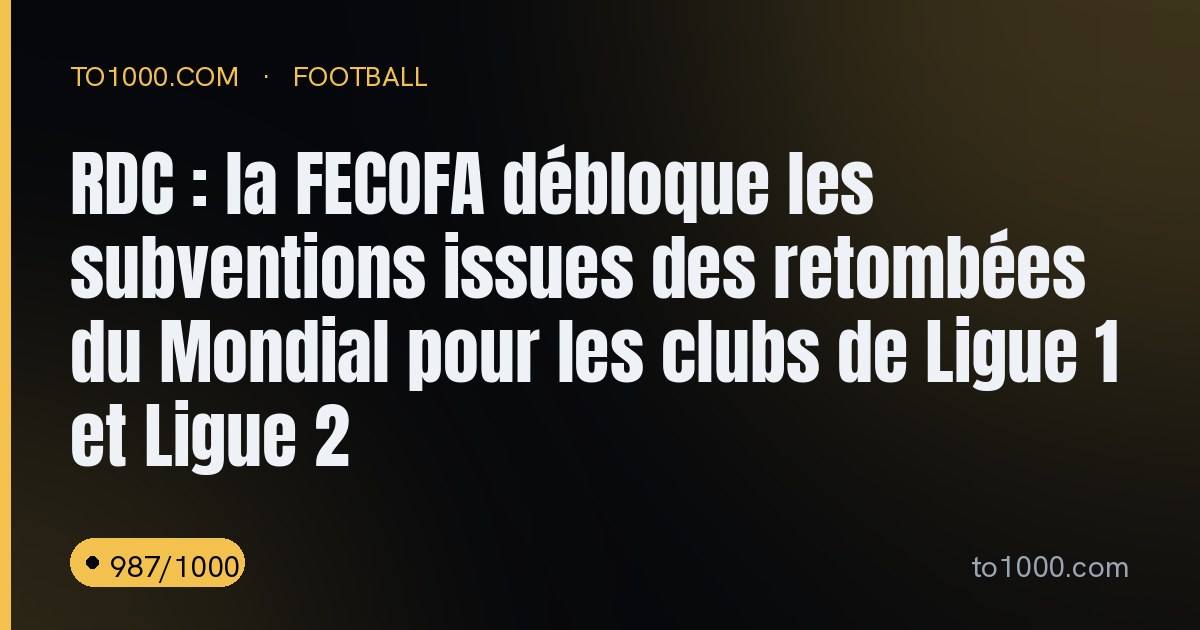 TO1000.COM · FOOTBALL
RDC : la FECOFA débloque les
subventions issues des retombées
du Mondial pour les clubs de Ligue 1
et Ligue 2
987/1000
to1000.com